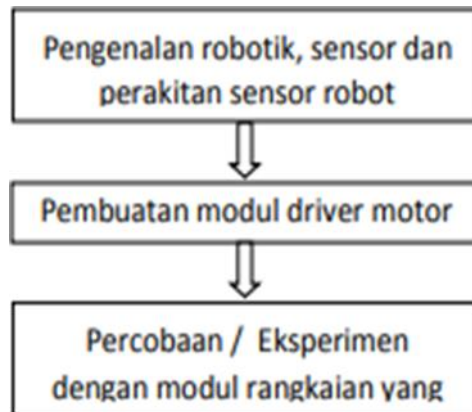 Pengenalan robotik, sensor dan
perakitan sensor robot
Pembuatan modul driver motor
Percobaan / Eksperimen
dengan modul rangkaian yang